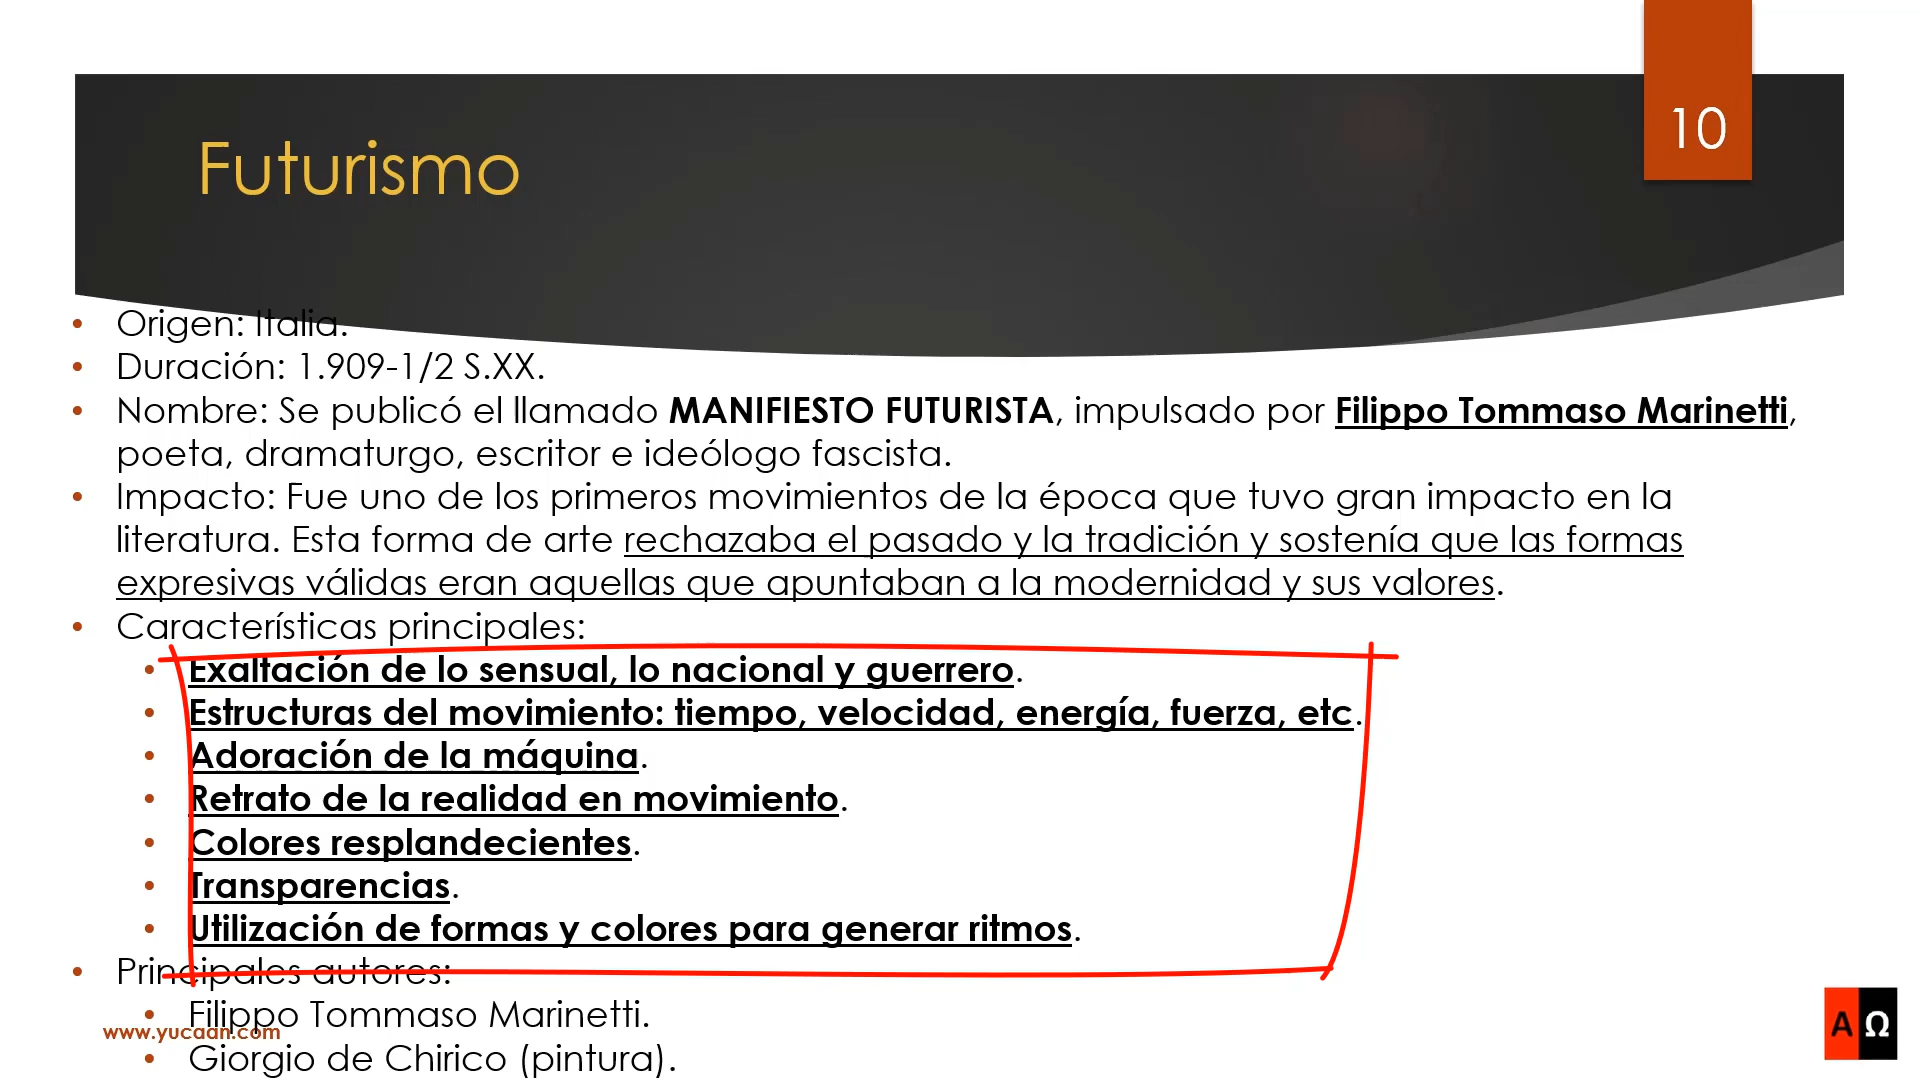 10
Futurismo
• Origen: Italia.
• Duración: 1.909-1/2 S.XX.
• Nombre: Se publicó el llamado MANIFIESTO FUTURISTA, impulsado por Filippo Tommaso Marinetti,
poeta, dramaturgo, escritor e ideólogo fascista.
• Impacto: Fue uno de los primeros movimientos de la época que tuvo gran impacto en la
literatura. Esta forma de arte rechazaba el pasado y la tradición y sostenía que las formas
expresivas válidas eran aquellas que apuntaban a la modernidad y sus valores.
• Características principales:
• Exaltación de lo sensual, lo nacional y guerrero.
• Estructuras del movimiento: tiempo, velocidad, energía, fuerza, etc.
• Adoración de la máquina.
• Retrato de la realidad en movimiento.
• Colores resplandecientes.
• Transparencias.
• Utilización de formas y colores para generar ritmos.
• Principales autores:
• Filippo Tommaso Marinetti.
www.yucaan.com
• Giorgio de Chirico (pintura).
A Ω